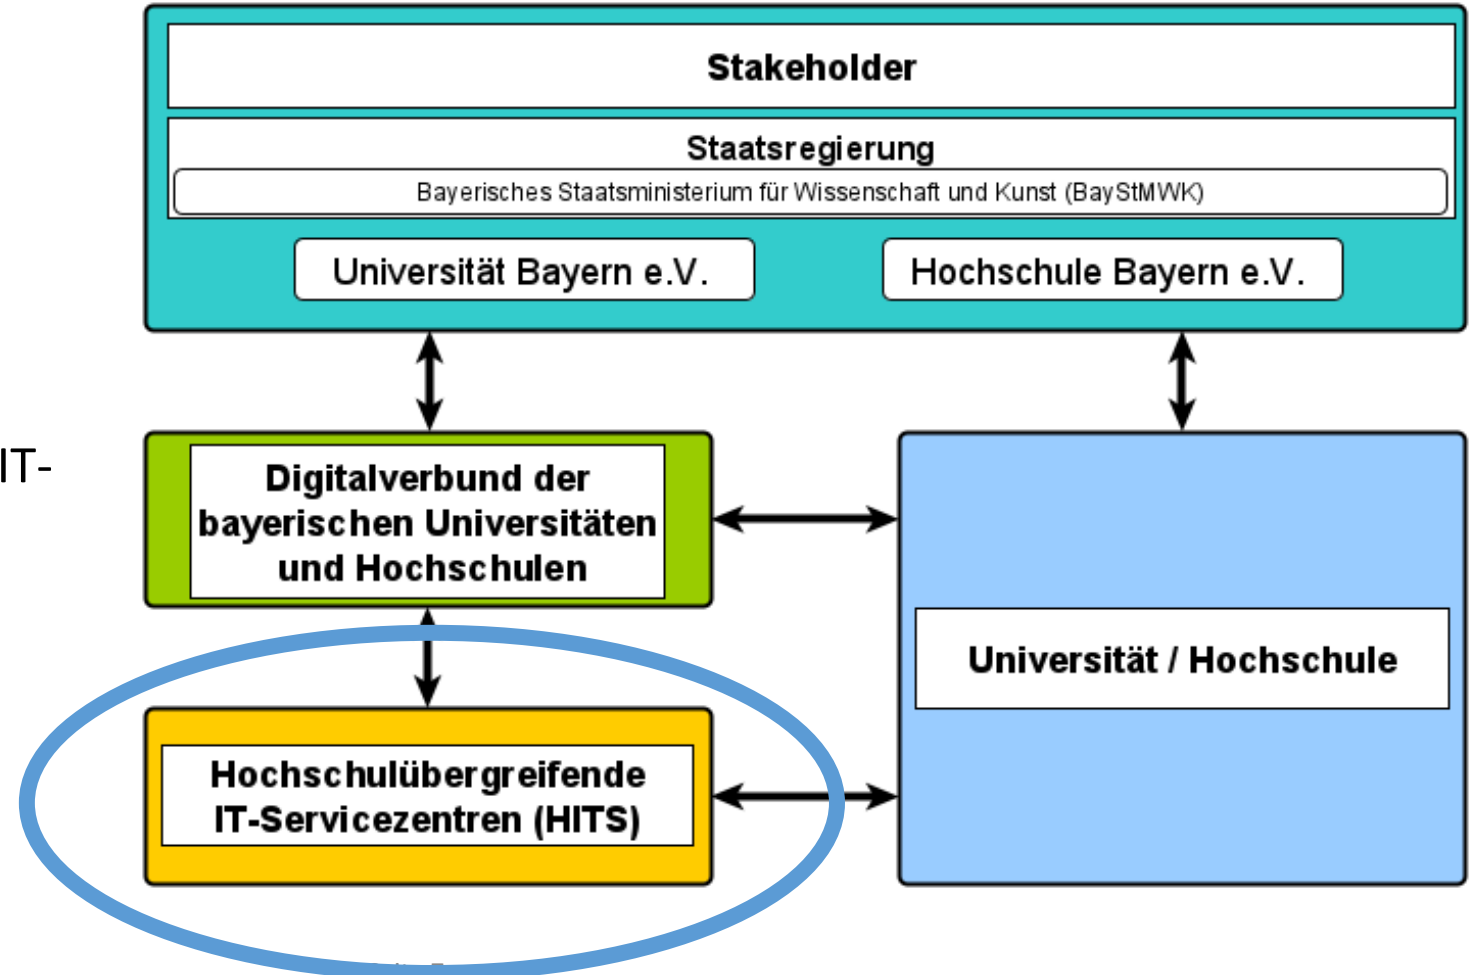 Stakeholder
Staatsregierung
Bayerisches Staatsministerium für Wissenschaft und Kunst (BayStMWK)
Universität Bayern e.V.
Hochschule Bayern e.V.
IT-
Digitalverbund der
bayerischen Universitäten
und Hochschulen
Universität / Hochschule
Hochschulübergreifende
IT-Servicezentren (HITS)